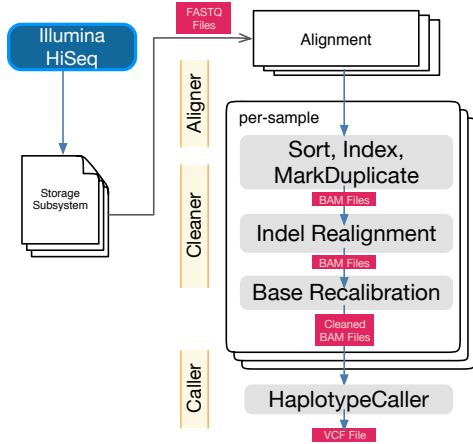 Illumina
HiSeq
FASTQ
Files
Alignment
Storage
Subsystem
Aligner
per-sample
Sort, Index,
MarkDuplicate
BAM Files
Cleaner
Indel Realignment
BAM Files
Base Recalibration
Cleaned
BAM Files
Caller
HaplotypeCaller
VCF File